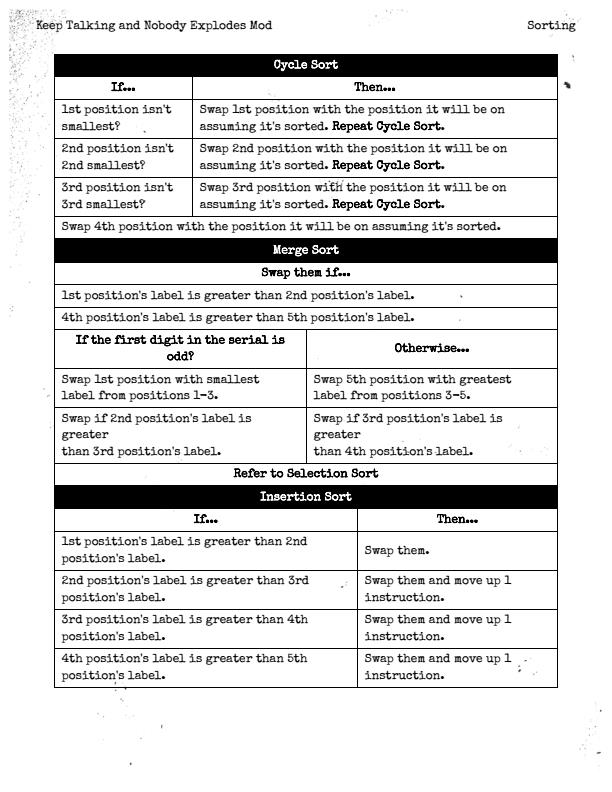 Keep Talking and Nobody Explodes Mod Sorting
Cycle Sort
If... Then...
1st position isn't Swap 1st position with the position it will be on
smallest? assuming it's sorted. Repeat Cycle Sort.
2nd position isn't Swap 2nd position with the position it will be on
2nd smallest? assuming it's sorted. Repeat Cycle Sort.
3rd position isn't Swap 3rd position with the position it will be on
3rd smallest? assuming it's sorted. Repeat Cycle Sort.
Swap 4th position with the position it will be on assuming it's sorted.
Merge Sort
Swap them if...
1st position's label is greater than 2nd position's label.
4th position's label is greater than 5th position's label.
If the first digit in the serial is
odd?
Otherwise...
Swap 1st position with smallest
label from positions 1-3.
Swap 5th position with greatest
label from positions 3-5.
Swap if 2nd position's label is
greater
than 3rd position's label.
Swap if 3rd position's label is
greater
than 4th position's label.
Refer to Selection Sort
Insertion Sort
If... Then...
1st position's label is greater than 2nd
position's label.
Swap them.
2nd position's label is greater than 3rd
position's label.
Swap them and move up 1
instruction.
3rd position's label is greater than 4th
position's label.
Swap them and move up 1
instruction.
4th position's label is greater than 5th
position's label.
Swap them and move up 1
instruction.